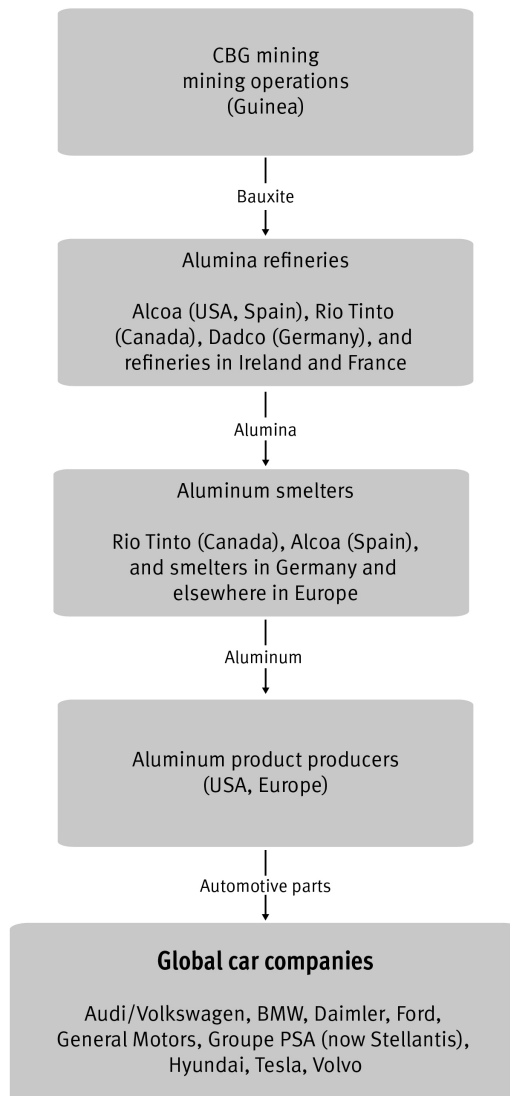 CBG mining
mining operations
(Guinea)
Bauxite
Alumina refineries
Alcoa (USA, Spain), Rio Tinto
(Canada), Dadco (Germany), and
refineries in Ireland and France
Alumina
Aluminum smelters
Rio Tinto (Canada), Alcoa (Spain),
and smelters in Germany and
elsewhere in Europe
Aluminum
Aluminum product producers
(USA, Europe)
Automotive parts
Global car companies
Audi/Volkswagen, BMW, Daimler, Ford,
General Motors, Groupe PSA (now Stellantis),
Hyundai, Tesla, Volvo